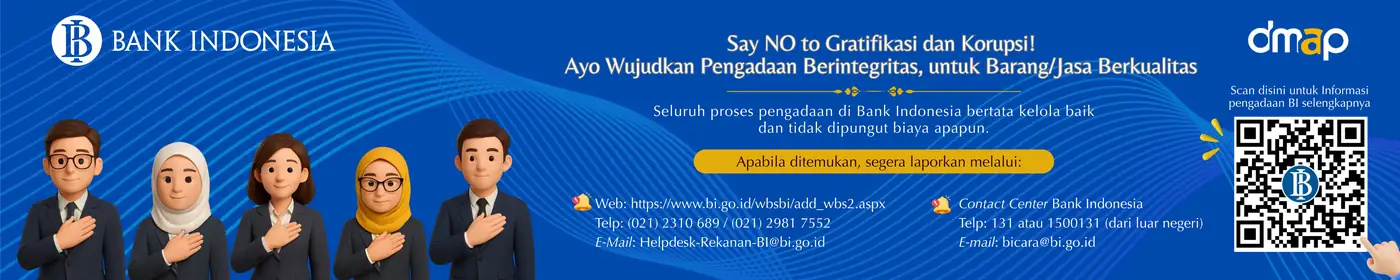 BANK INDONESIA
Say NO to Gratifikasi dan Korupsi!
Ayo Wujudkan Pengadaan Berintegritas, untuk Barang/Jasa Berkualitas
Seluruh proses pengadaan di Bank Indonesia bertata kelola baik
dan tidak dipungut biaya apapun.
Apabila ditemukan, segera laporkan melalui:
Web: https://www.bi.go.id/wbsbi/add_wbs2.aspx
Telp: (021) 2310 689 / (021) 2981 7552
E-Mail: Helpdesk-Rekanan-BI@bi.go.id
Contact Center Bank Indonesia
Telp: 131 atau 1500131 (dari luar negeri)
E-mail: bicara@bi.go.id
dmap
Scan disini untuk Informasi
pengadaan BI selengkapnya